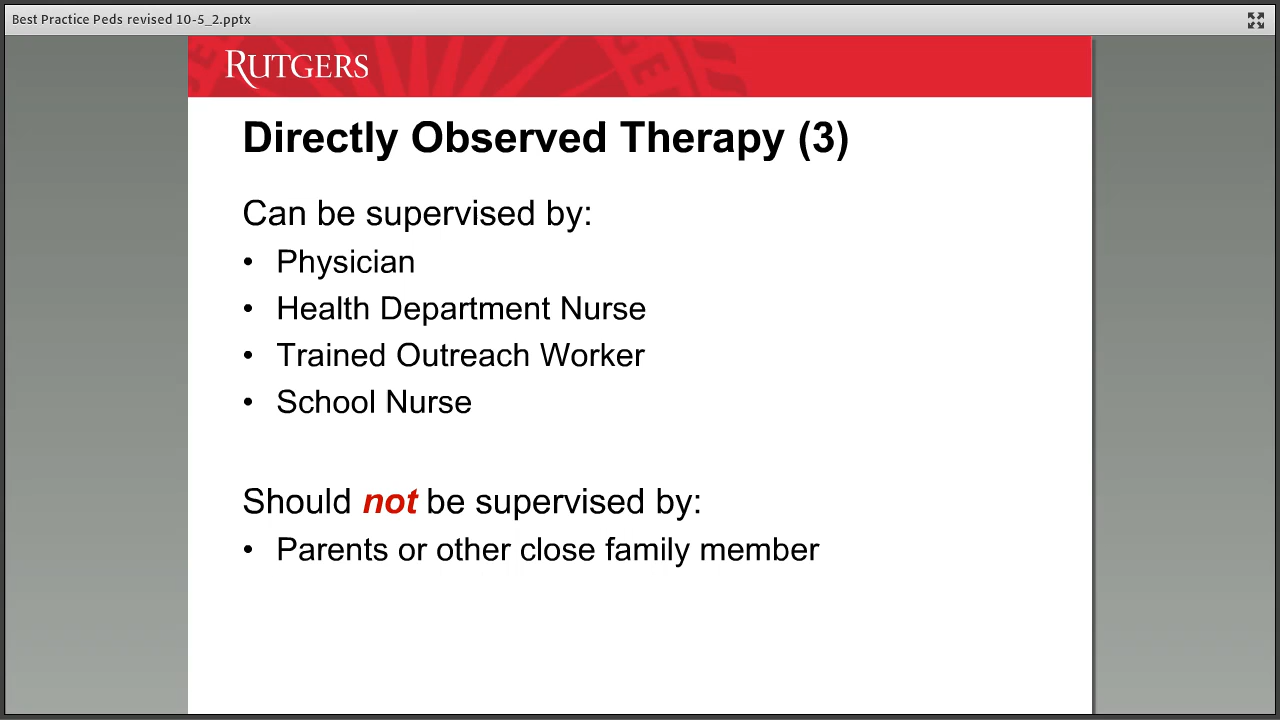 Best Practice Peds revised 10-5_2.pptx
RUTGERS
Directly Observed Therapy (3)
Can be supervised by:
• Physician
• Health Department Nurse
• Trained Outreach Worker
• School Nurse
Should not be supervised by:
• Parents or other close family member